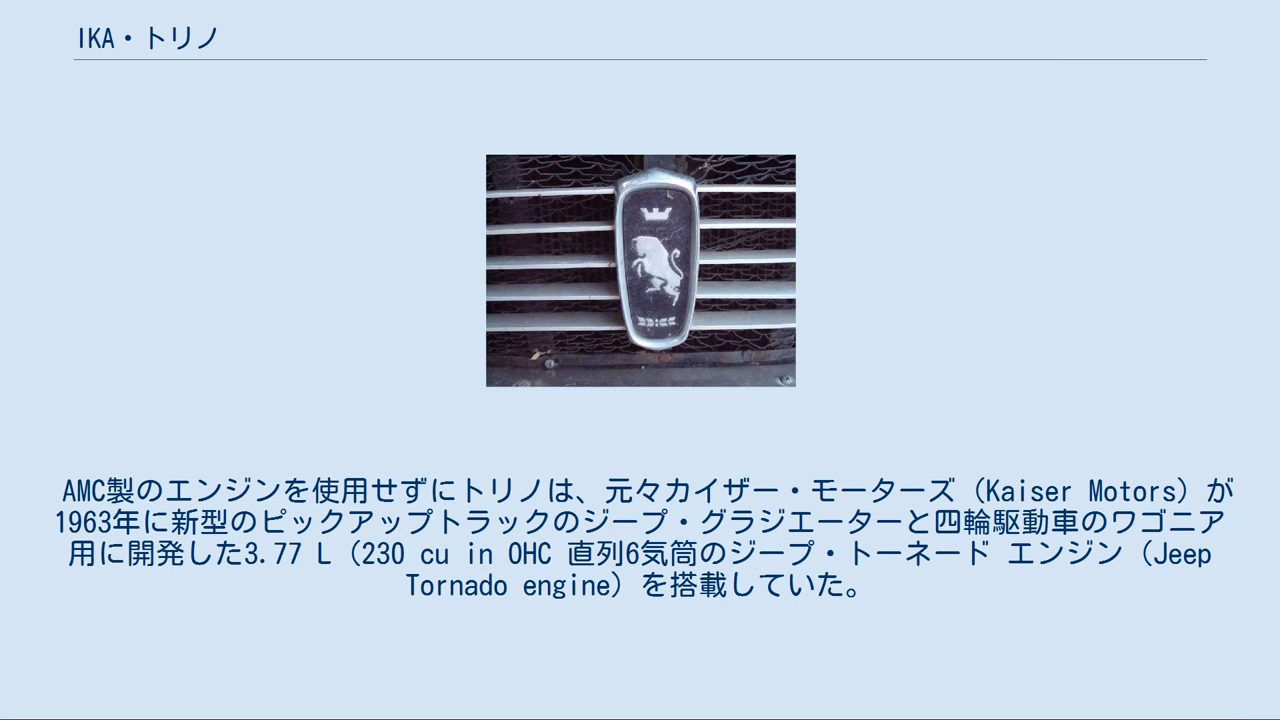 IKA・トリノ
AMC製のエンジンを使用せずにトリノは、元々カイザー・モーターズ（Kaiser Motors）が
1963年に新型のピックアップトラックのジープ・グラジエーターと四輪駆動車のワゴニア
用に開発した3.77 L（230 cu in OHC 直列6気筒のジープ・トーネード エンジン（Jeep
Tornado engine）を搭載していた。